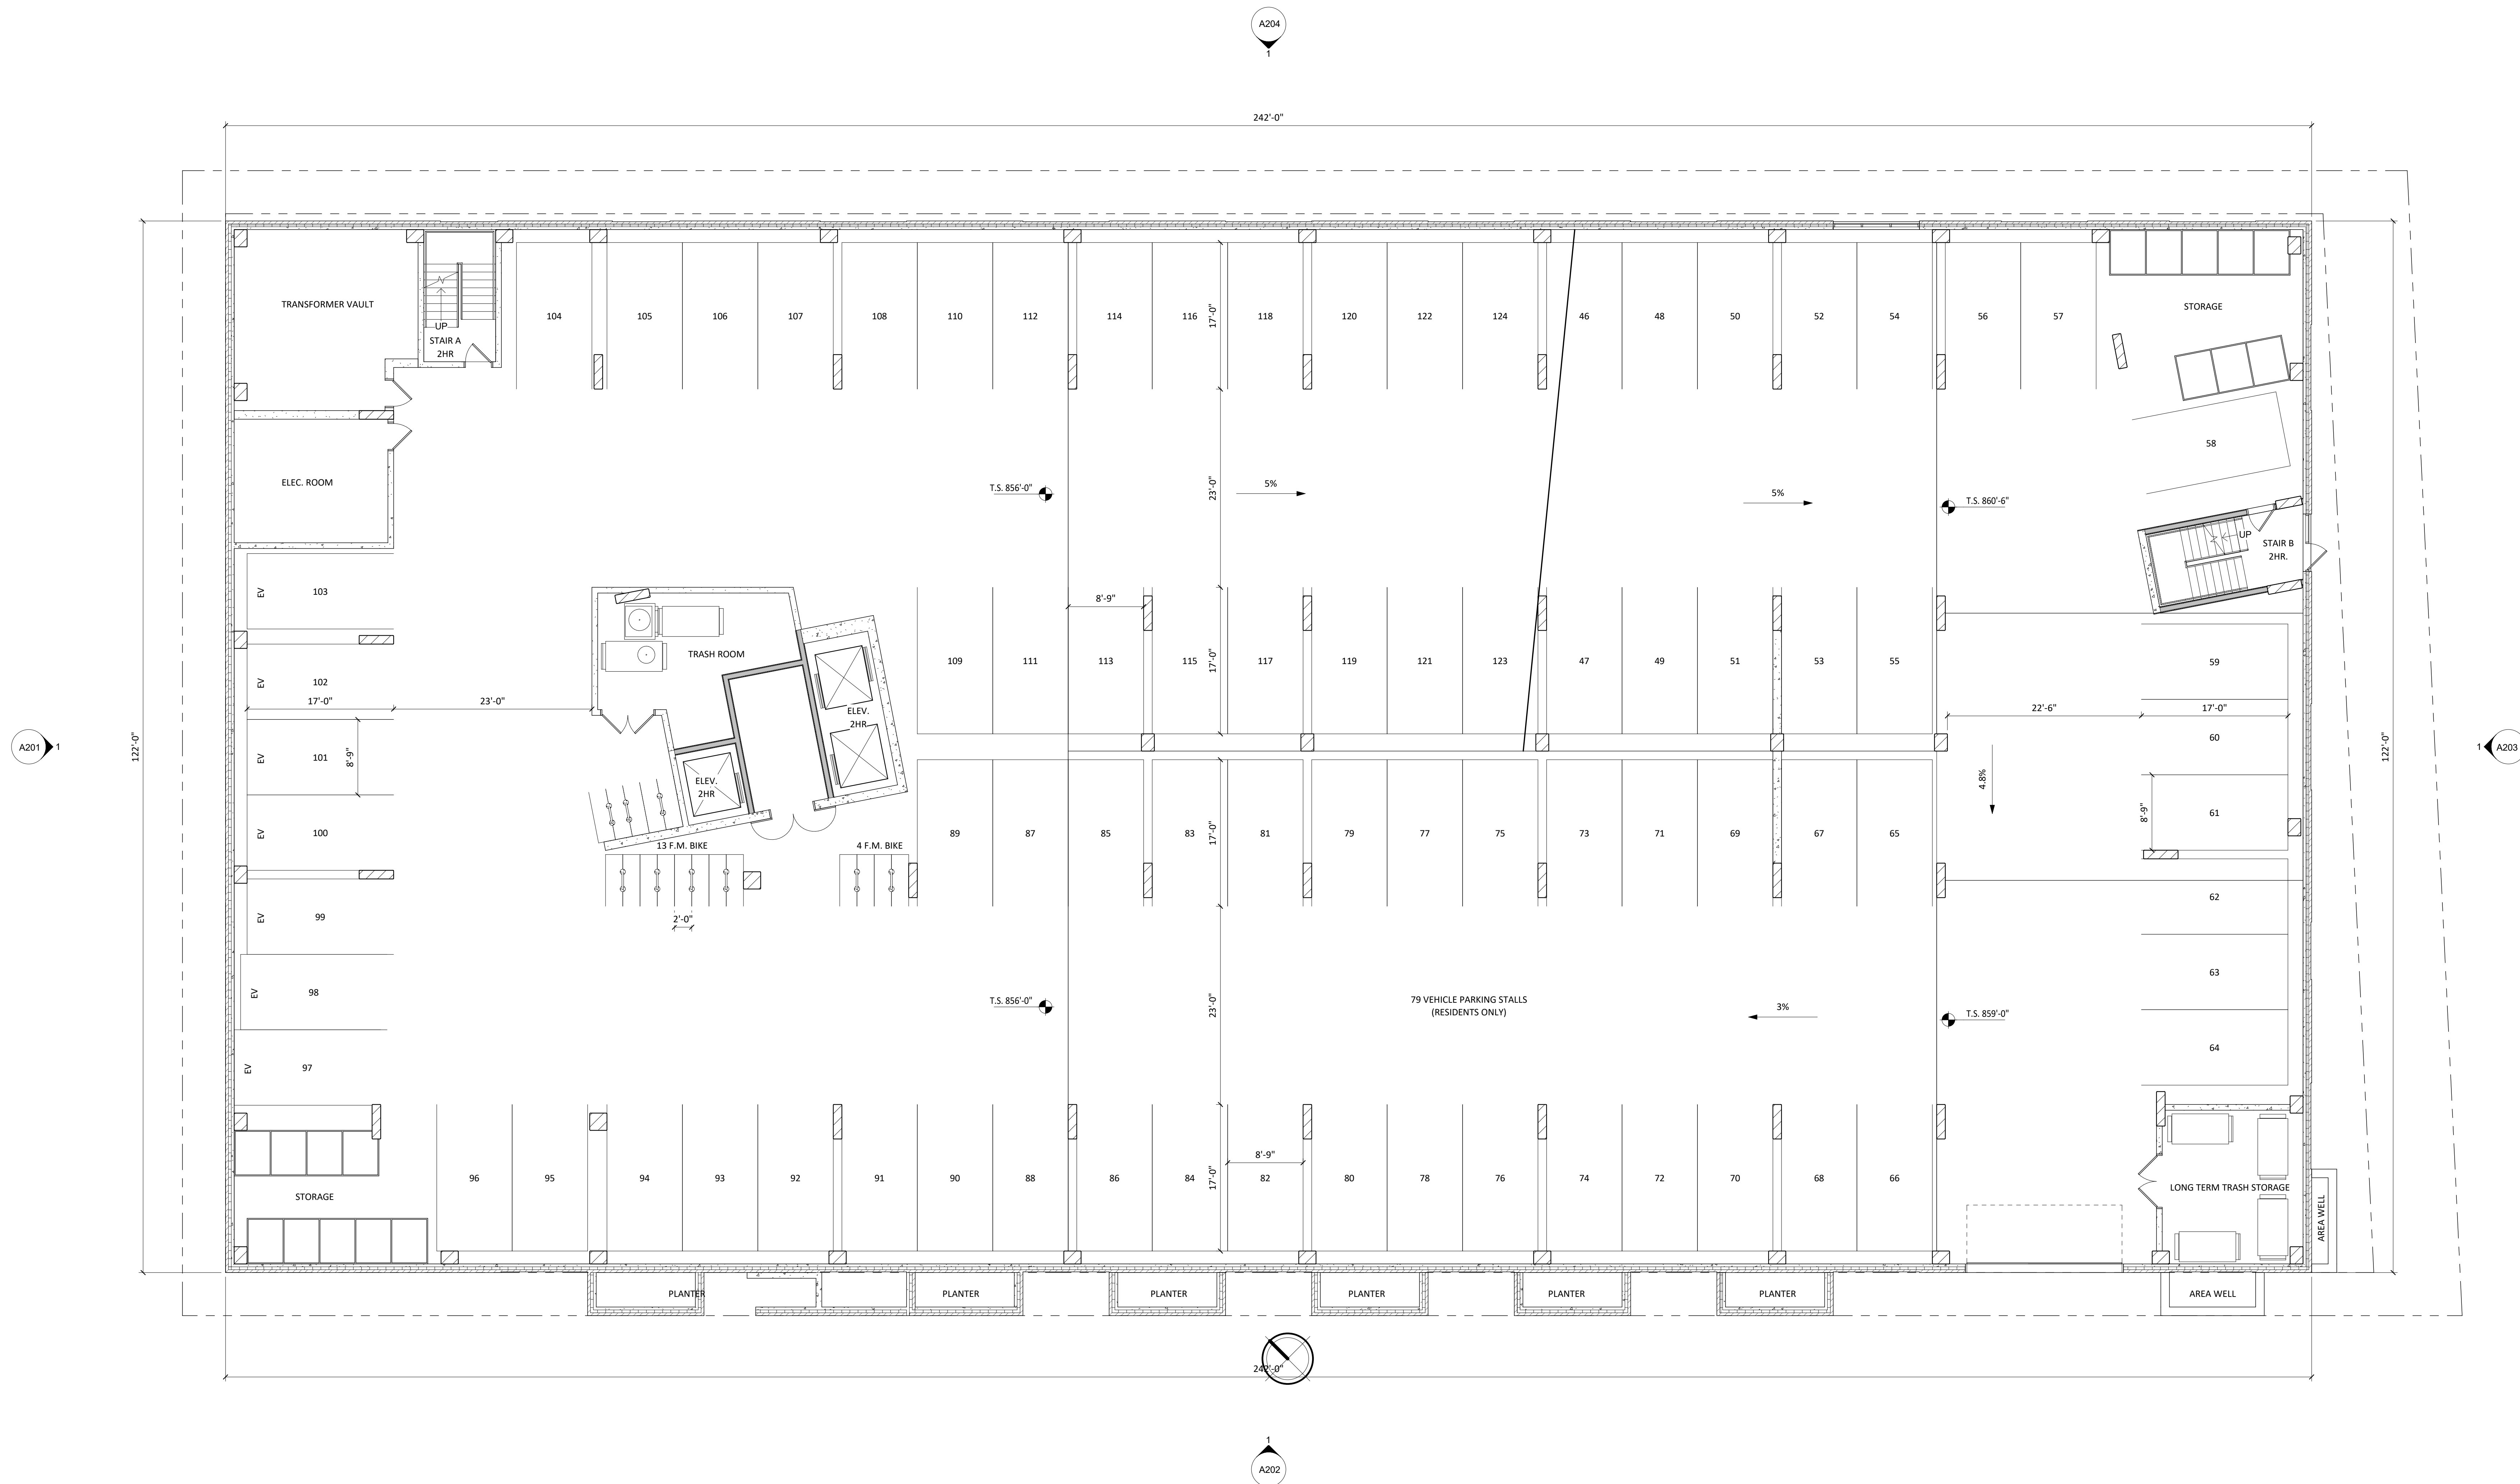 A204
1
242'-0"
TRANSFORMER VAULT
UP
STAIR A
2HR
104
105
106
107
108
110
112
114
116
17'-0"
118
120
122
124
46
48
50
52
54
56
57
STORAGE
58
ELEC. ROOM
T.S. 856'-0"
23'-0"
5%
5%
T.S. 860'-6"
UP
STAIR B
2HR.
EV
103
8'-9"
TRASH ROOM
109
111
113
115
17'-0"
117
119
121
123
47
49
51
53
55
59
EV
102
17'-0"
23'-0"
ELEV.
2HR
22'-6"
17'-0"
A201
1
122'-0"
EV
101
8'-9"
60
122'-0"
1
A203
ELEV.
2HR
4.8%
61
8'-9"
EV
100
89
87
85
83
17'-0"
81
79
77
75
73
71
69
67
65
13 F.M. BIKE
4 F.M. BIKE
62
EV
99
2'-0"
63
EV
98
T.S. 856'-0"
23'-0"
79 VEHICLE PARKING STALLS
(RESIDENTS ONLY)
3%
T.S. 859'-0"
64
EV
97
96
95
94
93
92
91
90
88
86
84
17'-0"
8'-9"
82
80
78
76
74
72
70
68
66
STORAGE
LONG TERM TRASH STORAGE
AREA WELL
PLANTER
PLANTER
PLANTER
PLANTER
PLANTER
PLANTER
AREA WELL
242'-0"
1
A202